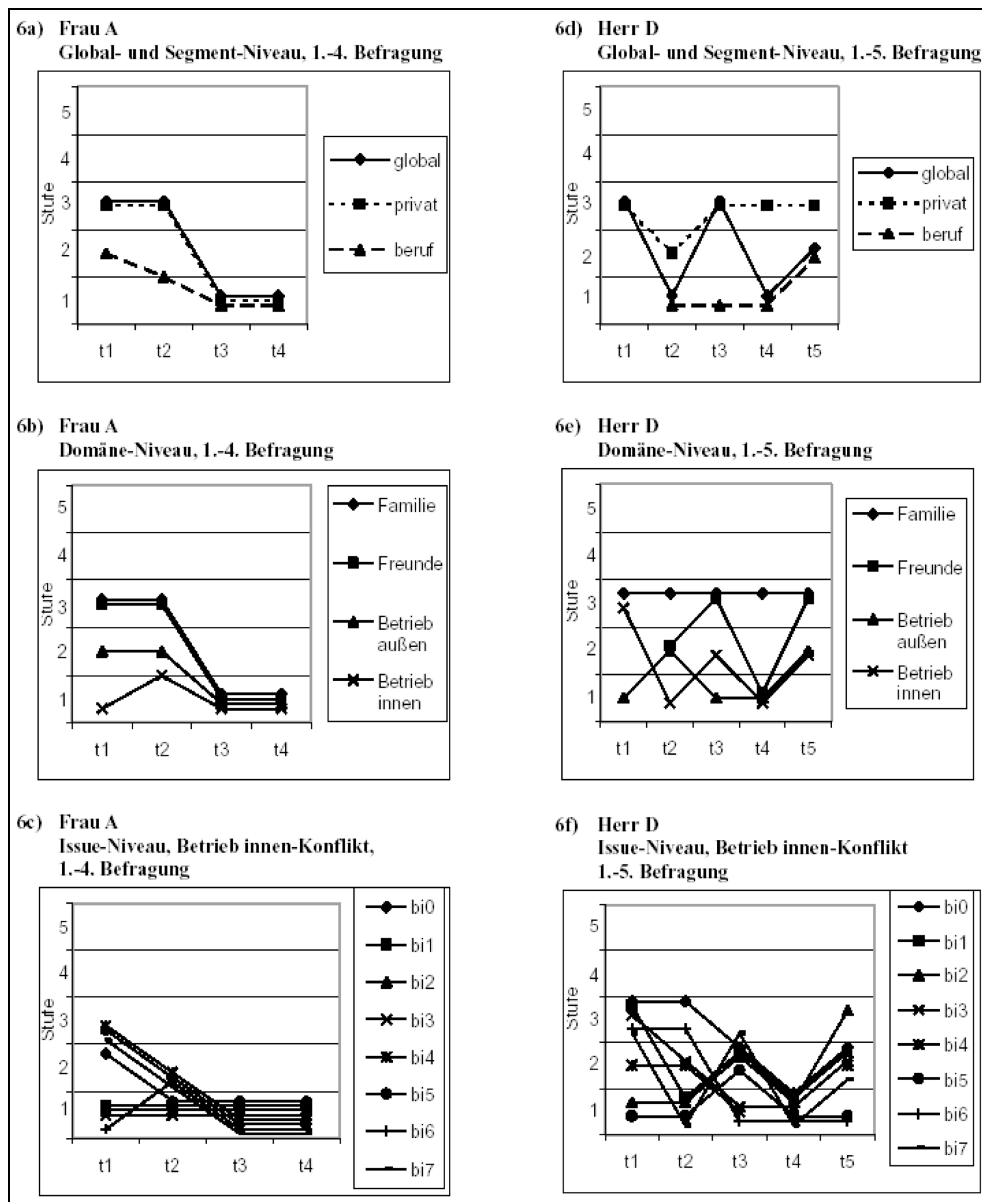 6a) Frau A
Global- und Segment-Niveau, 1.-4. Befragung
5
4
3
2
1
Stufe
t1 t2 t3 t4
global
privat
beruf
6d) Herr D
Global- und Segment-Niveau, 1.-5. Befragung
5
4
3
2
1
Stufe
t1 t2 t3 t4 t5
global
privat
beruf
6b) Frau A
Domäne-Niveau, 1.-4. Befragung
5
4
3
2
1
Stufe
t1 t2 t3 t4
Familie
Freunde
Betrieb
außen
Betrieb
innen
6e) Herr D
Domäne-Niveau, 1.-5. Befragung
5
4
3
2
1
Stufe
t1 t2 t3 t4 t5
Familie
Freunde
Betrieb
außen
Betrieb
innen
6c) Frau A
Issue-Niveau, Betrieb innen-Konflikt,
1.-4. Befragung
5
4
3
2
1
Stufe
t1 t2 t3 t4
bi0
bi1
bi2
bi3
bi4
bi5
bi6
bi7
6f) Herr D
Issue-Niveau, Betrieb innen-Konflikt
1.-5. Befragung
5
4
3
2
1
Stufe
t1 t2 t3 t4 t5
bi0
bi1
bi2
bi3
bi4
bi5
bi6
bi7